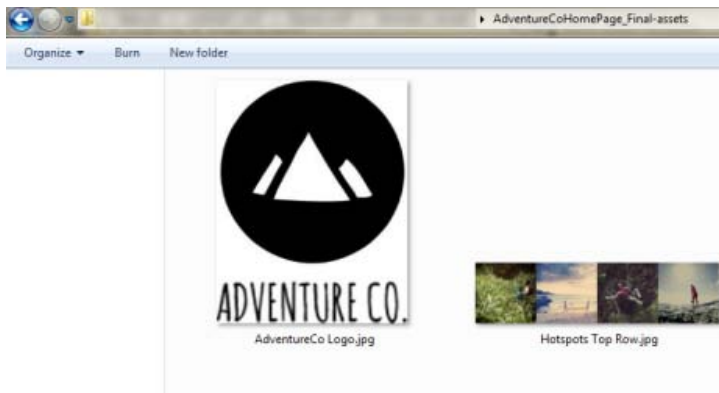 AdventureCoHomePage_Final-assets
Organize Burn New folder
ADVENTURE CO.
AdventureCo Logo.jpg Hotspots Top Row.jpg